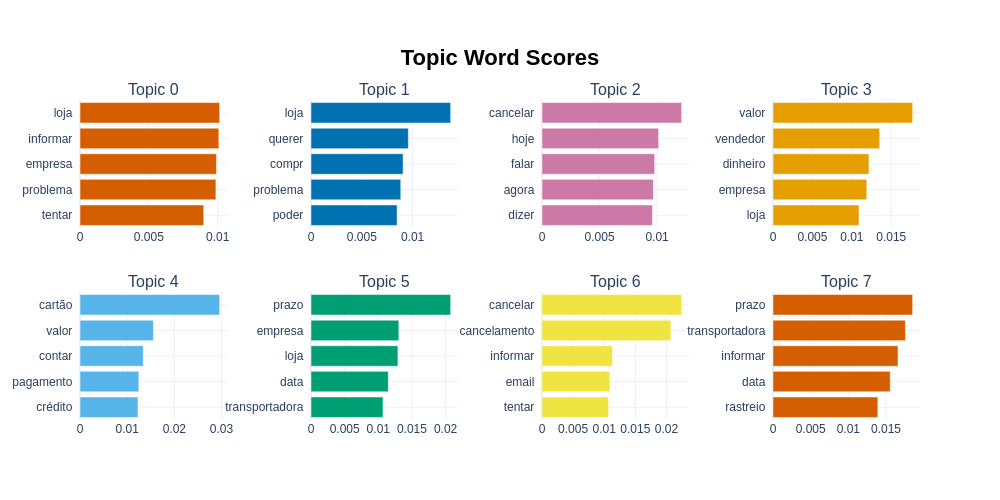 Topic Word Scores
Topic 0
loja
informar
empresa
problema
tentar
0 0.005 0.01
Topic 1
loja
querer
compr
problema
poder
0 0.005 0.01
Topic 2
cancelar
hoje
falar
agora
dizer
0 0.005 0.01
Topic 3
valor
vendedor
dinheiro
empresa
loja
0 0.005 0.01 0.015
Topic 4
cartão
valor
contar
pagamento
crédito
0 0.01 0.02 0.03
Topic 5
prazo
empresa
loja
data
transportadora
0 0.005 0.01 0.015 0.02
Topic 6
cancelar
cancelamento
informar
email
tentar
0 0.005 0.01 0.015 0.02
Topic 7
prazo
transportadora
informar
data
rastreio
0 0.005 0.01 0.015